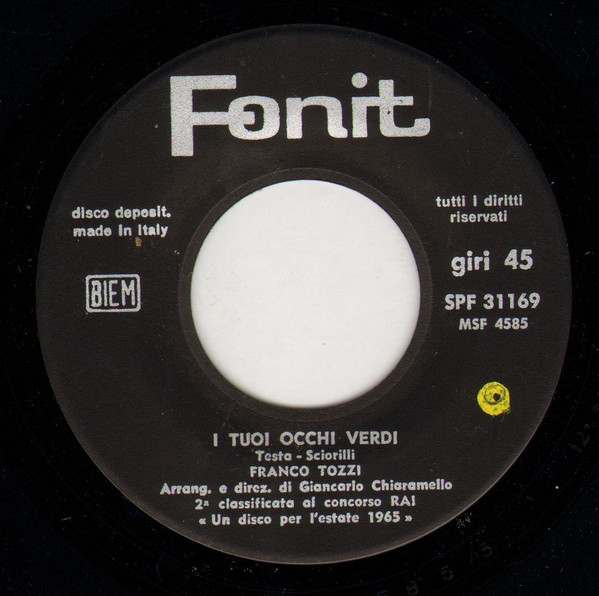 Fonit
disco deposit.
made in Italy
tutti i diritti
riservati
BIEM
giri 45
SPF 31169
MSF 4585
I TUOI OCCHI VERDI
Testa - Sciorilli
FRANCO TOZZI
Arrang. e direz. di Giancarlo Chiaramello
2ª classificata al concorso RAI
« Un disco per l'estate 1965 »